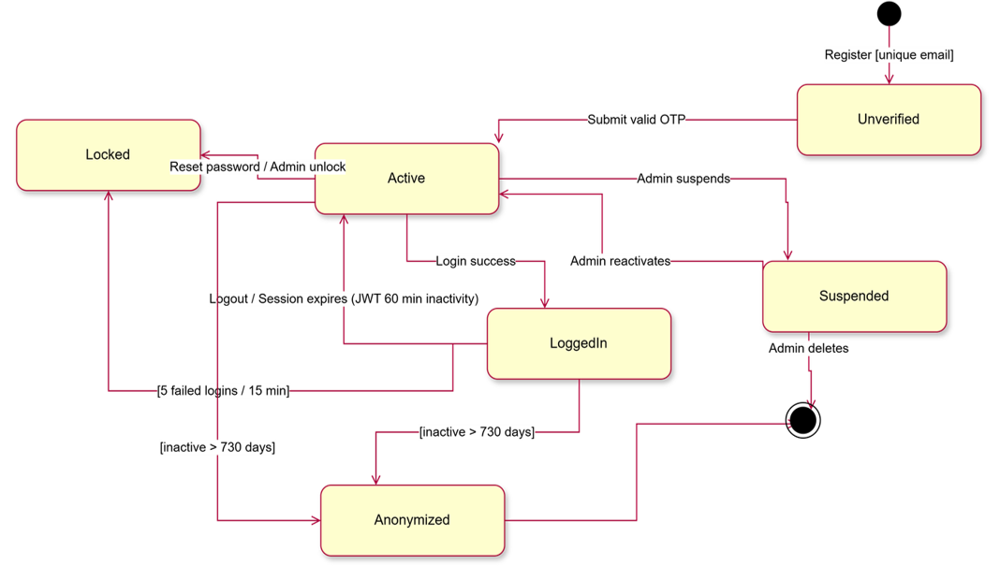 Register [unique email]
Unverified
Submit valid OTP
Locked
Reset password / Admin unlock
Active
Admin suspends
Login success
Admin reactivates
Logout / Session expires (JWT 60 min inactivity)
Suspended
LoggedIn
Admin deletes
[5 failed logins / 15 min]
[inactive > 730 days]
[inactive > 730 days]
Anonymized